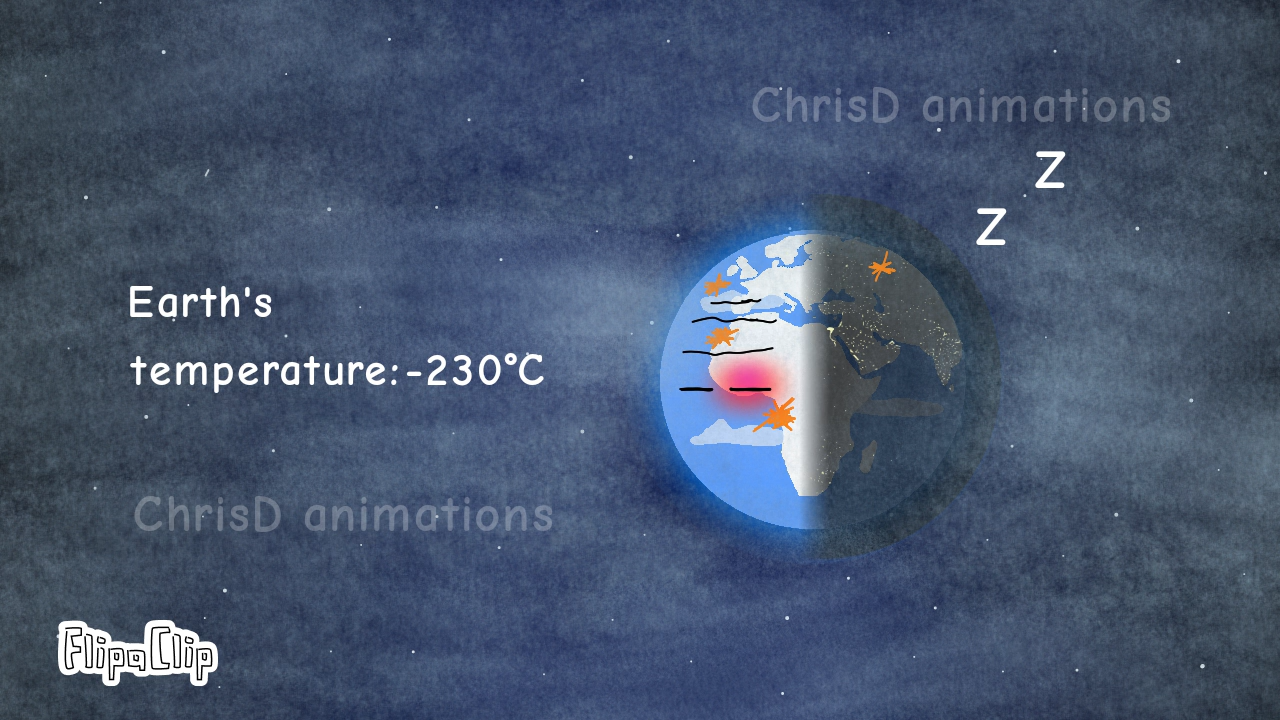 ChrisD animations
Z
Z
Earth's
temperature:-230°C
ChrisD animations
FlipaClip